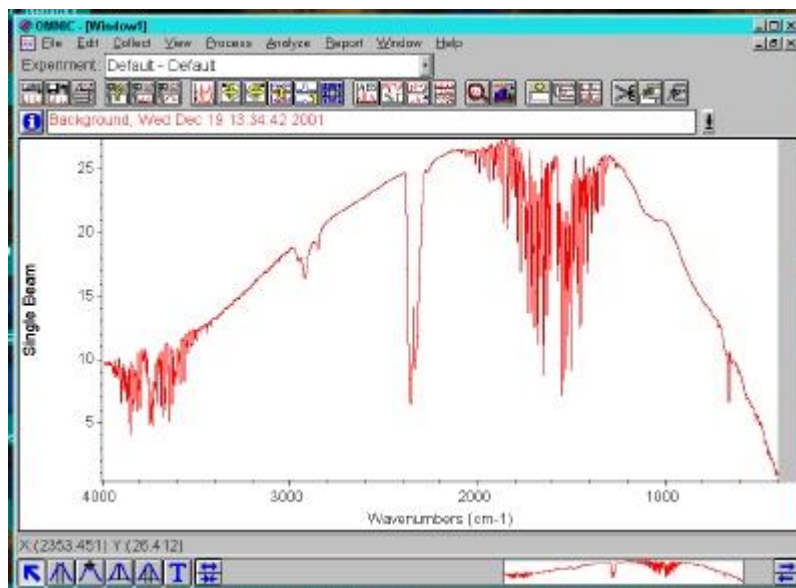 OMNIC - [Window1]
File Edit Collect View Process Analyze Report Window Help
Experiment: Default - Default
Background, Wed Dec 19 13:34:42 2001
25
20
15
10
5
Single Beam
4000 3000 2000 1000
Wavenumbers (cm-1)
X:(2353.451) Y:(26.412)
T